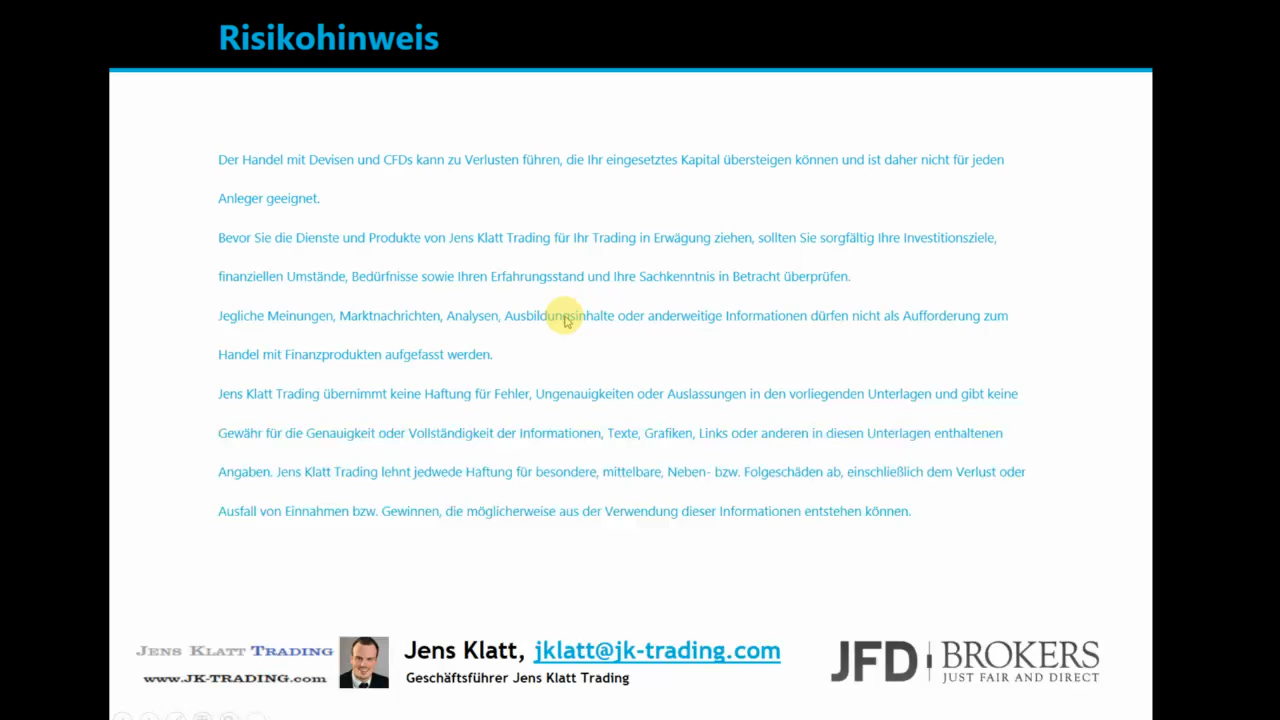 Risikohinweis
Der Handel mit Devisen und CFDs kann zu Verlusten führen, die Ihr eingesetztes Kapital übersteigen können und ist daher nicht für jeden
Anleger geeignet.
Bevor Sie die Dienste und Produkte von Jens Klatt Trading für Ihr Trading in Erwägung ziehen, sollten Sie sorgfältig Ihre Investitionsziele,
finanziellen Umstände, Bedürfnisse sowie Ihren Erfahrungsstand und Ihre Sachkenntnis in Betracht überprüfen.
Jegliche Meinungen, Marktnachrichten, Analysen, Ausbildungsinhalte oder anderweitige Informationen dürfen nicht als Aufforderung zum
Handel mit Finanzprodukten aufgefasst werden.
Jens Klatt Trading übernimmt keine Haftung für Fehler, Ungenauigkeiten oder Auslassungen in den vorliegenden Unterlagen und gibt keine
Gewähr für die Genauigkeit oder Vollständigkeit der Informationen, Texte, Grafiken, Links oder anderen in diesen Unterlagen enthaltenen
Angaben. Jens Klatt Trading lehnt jedwede Haftung für besondere, mittelbare, Neben- bzw. Folgeschäden ab, einschließlich dem Verlust oder
Ausfall von Einnahmen bzw. Gewinnen, die möglicherweise aus der Verwendung dieser Informationen entstehen können.
JENS KLATT TRADING
www.JK-TRADING.com
Jens Klatt, jklatt@jk-trading.com
Geschäftsführer Jens Klatt Trading
JFD BROKERS
JUST FAIR AND DIRECT